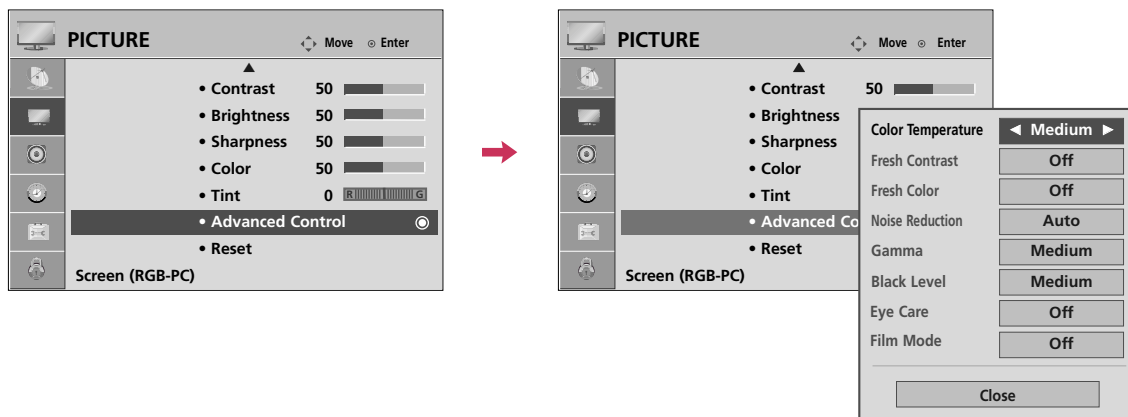 PICTURE Move Enter
• Contrast 50
• Brightness 50
• Sharpness 50
• Color 50
• Tint 0 R G
• Advanced Control
• Reset
Screen (RGB-PC)
PICTURE Move Enter
• Contrast 50
• Brightness
• Sharpness
• Color
• Tint
• Advanced Co
• Reset
Screen (RGB-PC)
Color Temperature ◀ Medium ▶
Fresh Contrast Off
Fresh Color Off
Noise Reduction Auto
Gamma Medium
Black Level Medium
Eye Care Off
Film Mode Off
Close